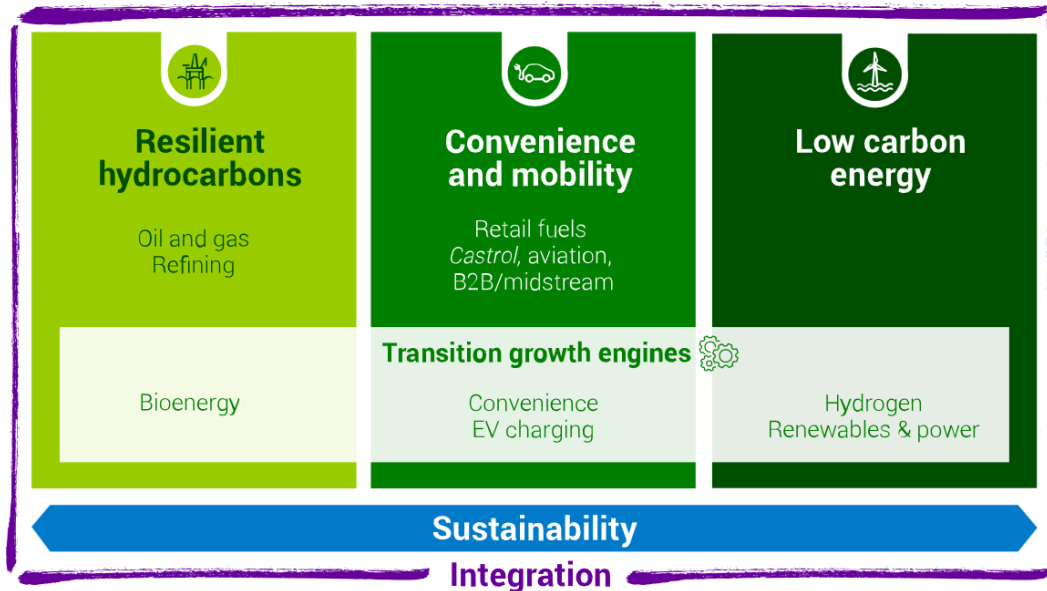 Resilient
hydrocarbons
Oil and gas
Refining
Convenience
and mobility
Retail fuels
Castrol, aviation,
B2B/midstream
Low carbon
energy
Transition growth engines
Bioenergy
Convenience
EV charging
Hydrogen
Renewables & power
Sustainability
Integration